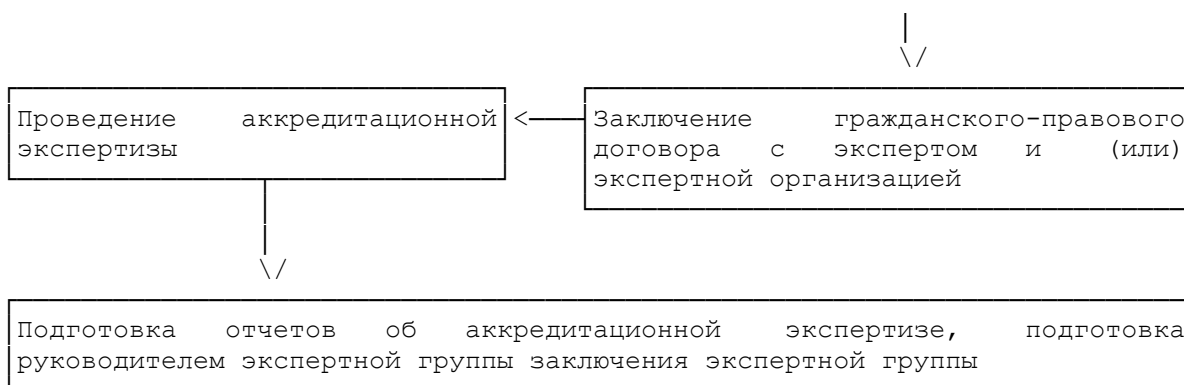 Проведение аккредитационной
экспертизы
Заключение гражданского-правового
договора с экспертом и (или)
экспертной организацией
Подготовка отчетов об аккредитационной экспертизе, подготовка
руководителем экспертной группы заключения экспертной группы